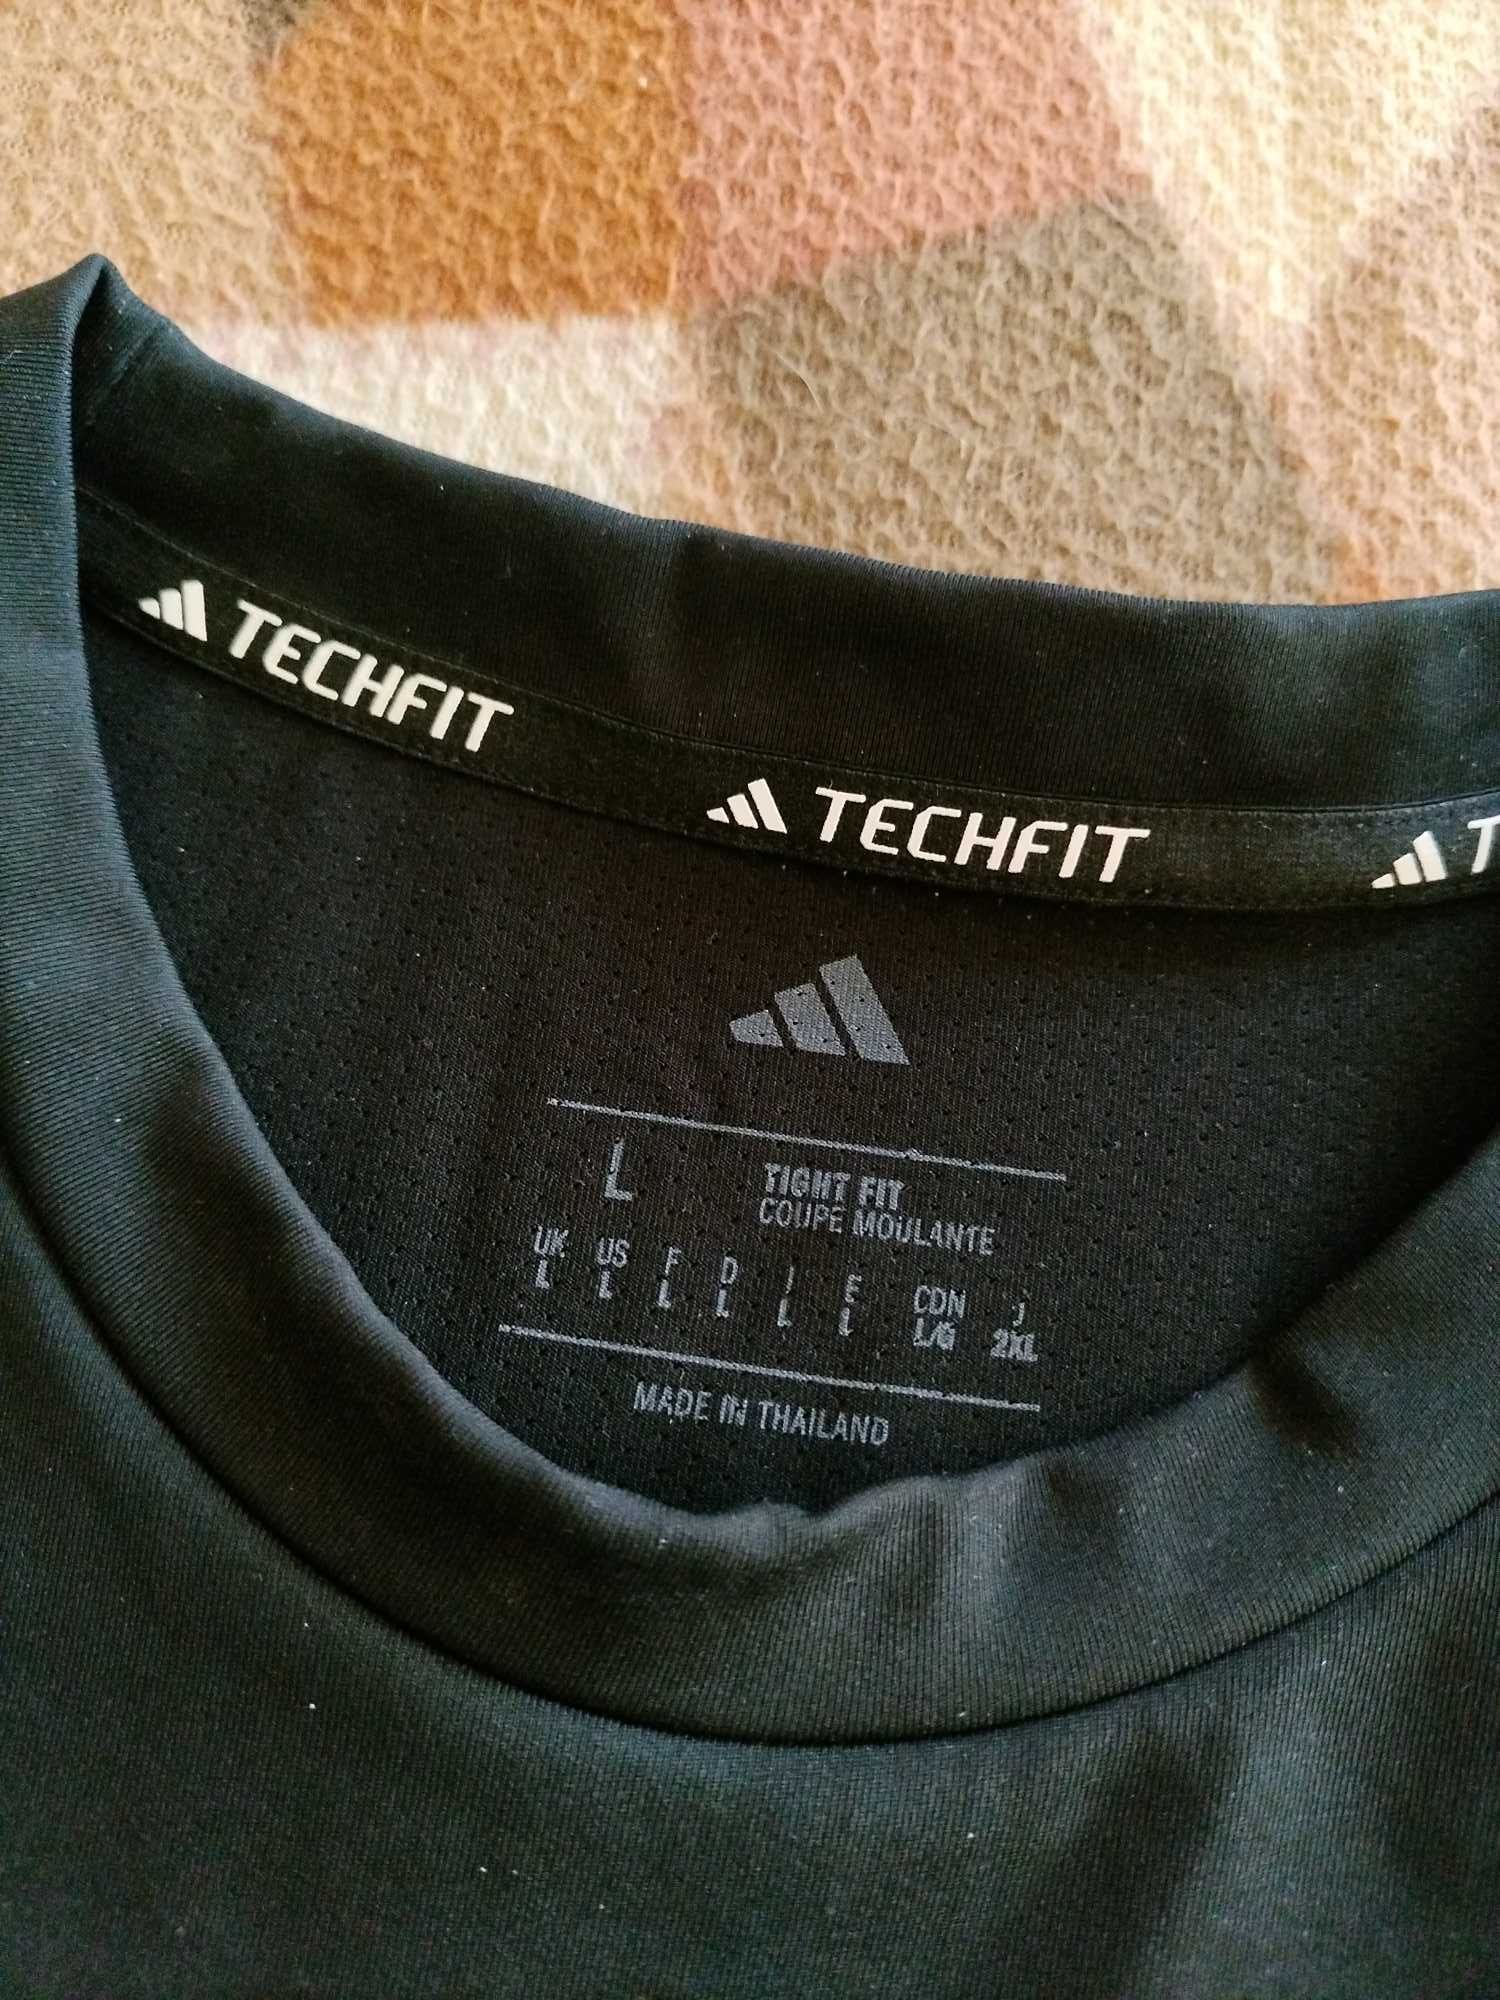 TECHFIT TECHFIT T
L
TIGHT FIT
COUPE MOULANTE
UK US F D I E CDN J
L L L L L L L/G 2XL
MADE IN THAILAND